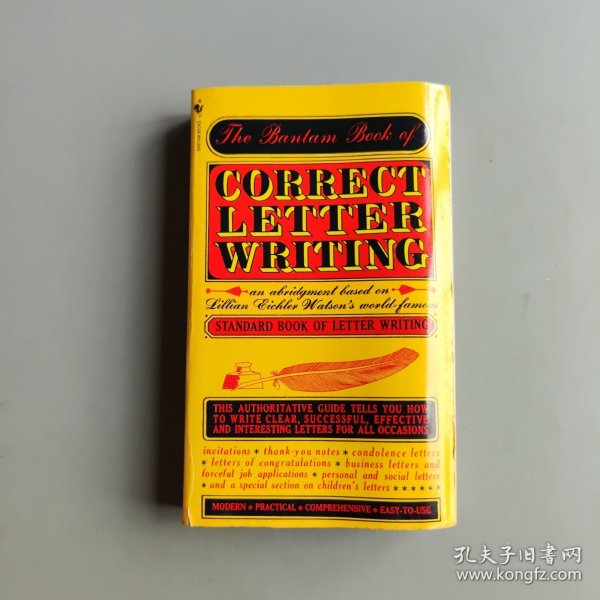 BANTAM BOOKS
The Bantam Book of
CORRECT
LETTER
WRITING
an abridgment based on
Lillian Eichler Watson's world-famous
STANDARD BOOK OF LETTER WRITING
THIS AUTHORITATIVE GUIDE TELLS YOU HOW
TO WRITE CLEAR, SUCCESSFUL, EFFECTIVE
AND INTERESTING LETTERS FOR ALL OCCASIONS
invitations * thank-you notes * condolence letters
* letters of congratulations * business letters and
forceful job applications * personal and social letters
* and a special section on children's letters * * * * * *
MODERN * PRACTICAL * COMPREHENSIVE * EASY-TO-USE
孔夫子旧书网
www.kongfz.com